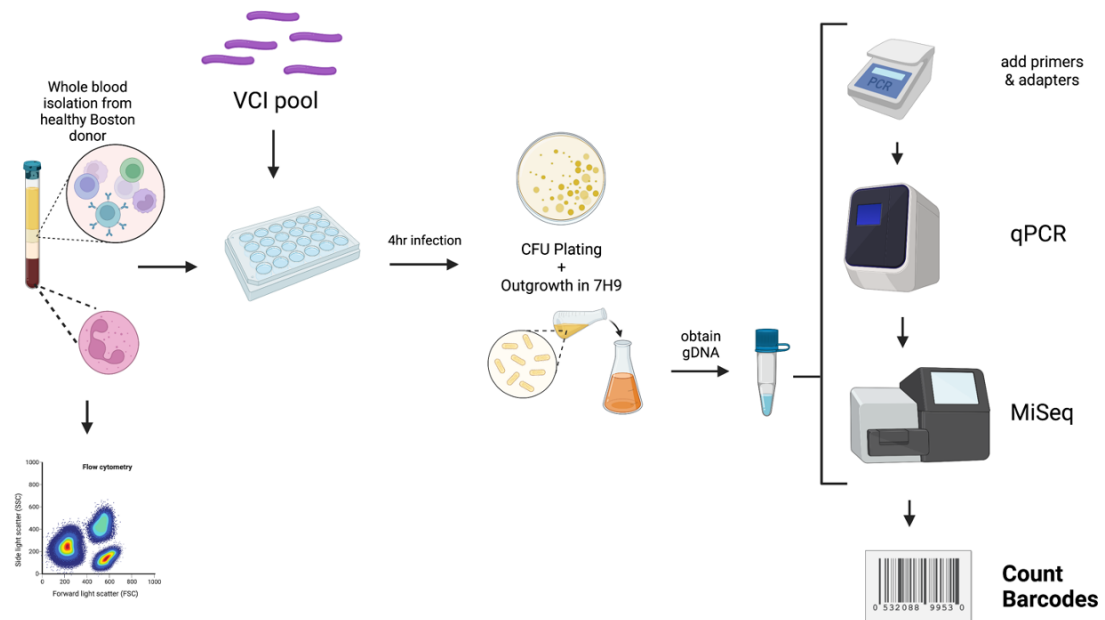 Whole blood
isolation from
healthy Boston
donor
VCI pool
4hr infection
CFU Plating
+
Outgrowth in 7H9
obtain
gDNA
PCR
add primers
& adapters
qPCR
MiSeq
Count
Barcodes
0 532088 9953 0
Flow cytometry
Side light scatter (SSC)
1000
800
600
400
200
0
0 200 400 600 800 1000
Forward light scatter (FSC)